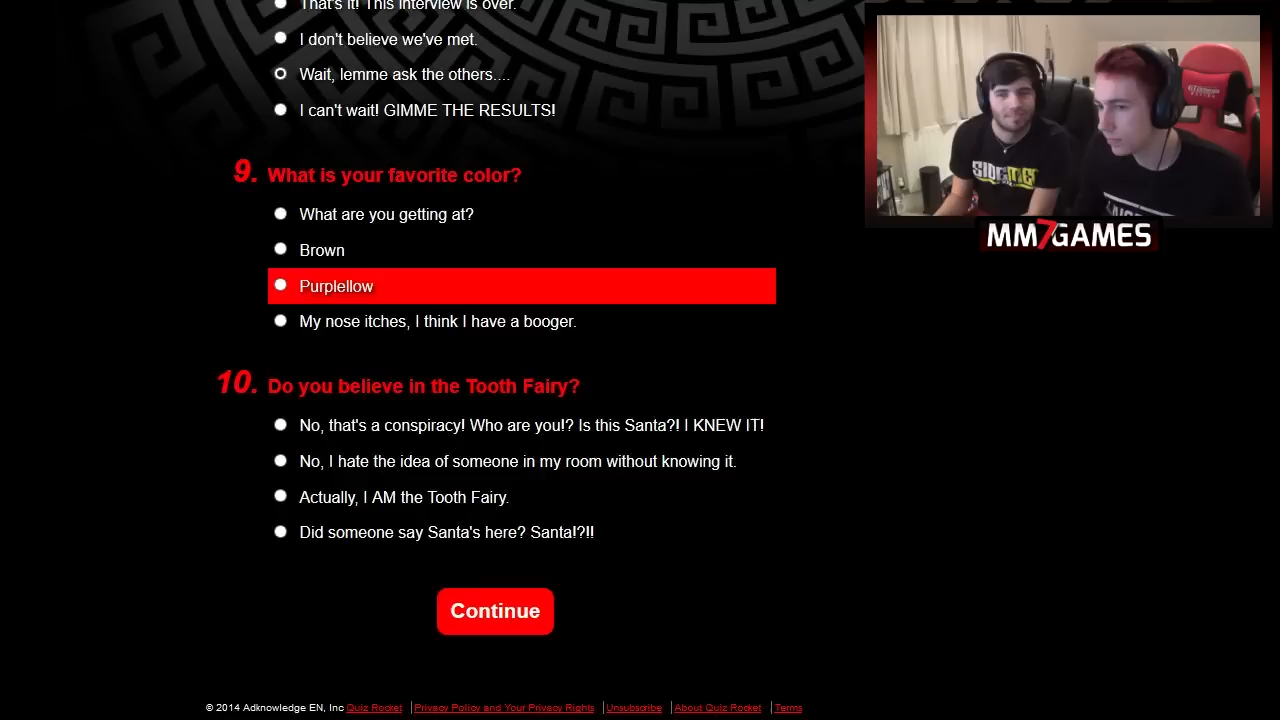 That's it! This interview is over.
I don't believe we've met.
Wait, lemme ask the others....
I can't wait! GIMME THE RESULTS!
9. What is your favorite color?
What are you getting at?
Brown
Purplellow
My nose itches, I think I have a booger.
10. Do you believe in the Tooth Fairy?
No, that's a conspiracy! Who are you!? Is this Santa?! I KNEW IT!
No, I hate the idea of someone in my room without knowing it.
Actually, I AM the Tooth Fairy.
Did someone say Santa's here? Santa!?!!
Continue
© 2014 Adknowledge EN, Inc Quiz Rocket | Privacy Policy and Your Privacy Rights | Unsubscribe | About Quiz Rocket | Terms
SIDEMEN
MM7GAMES